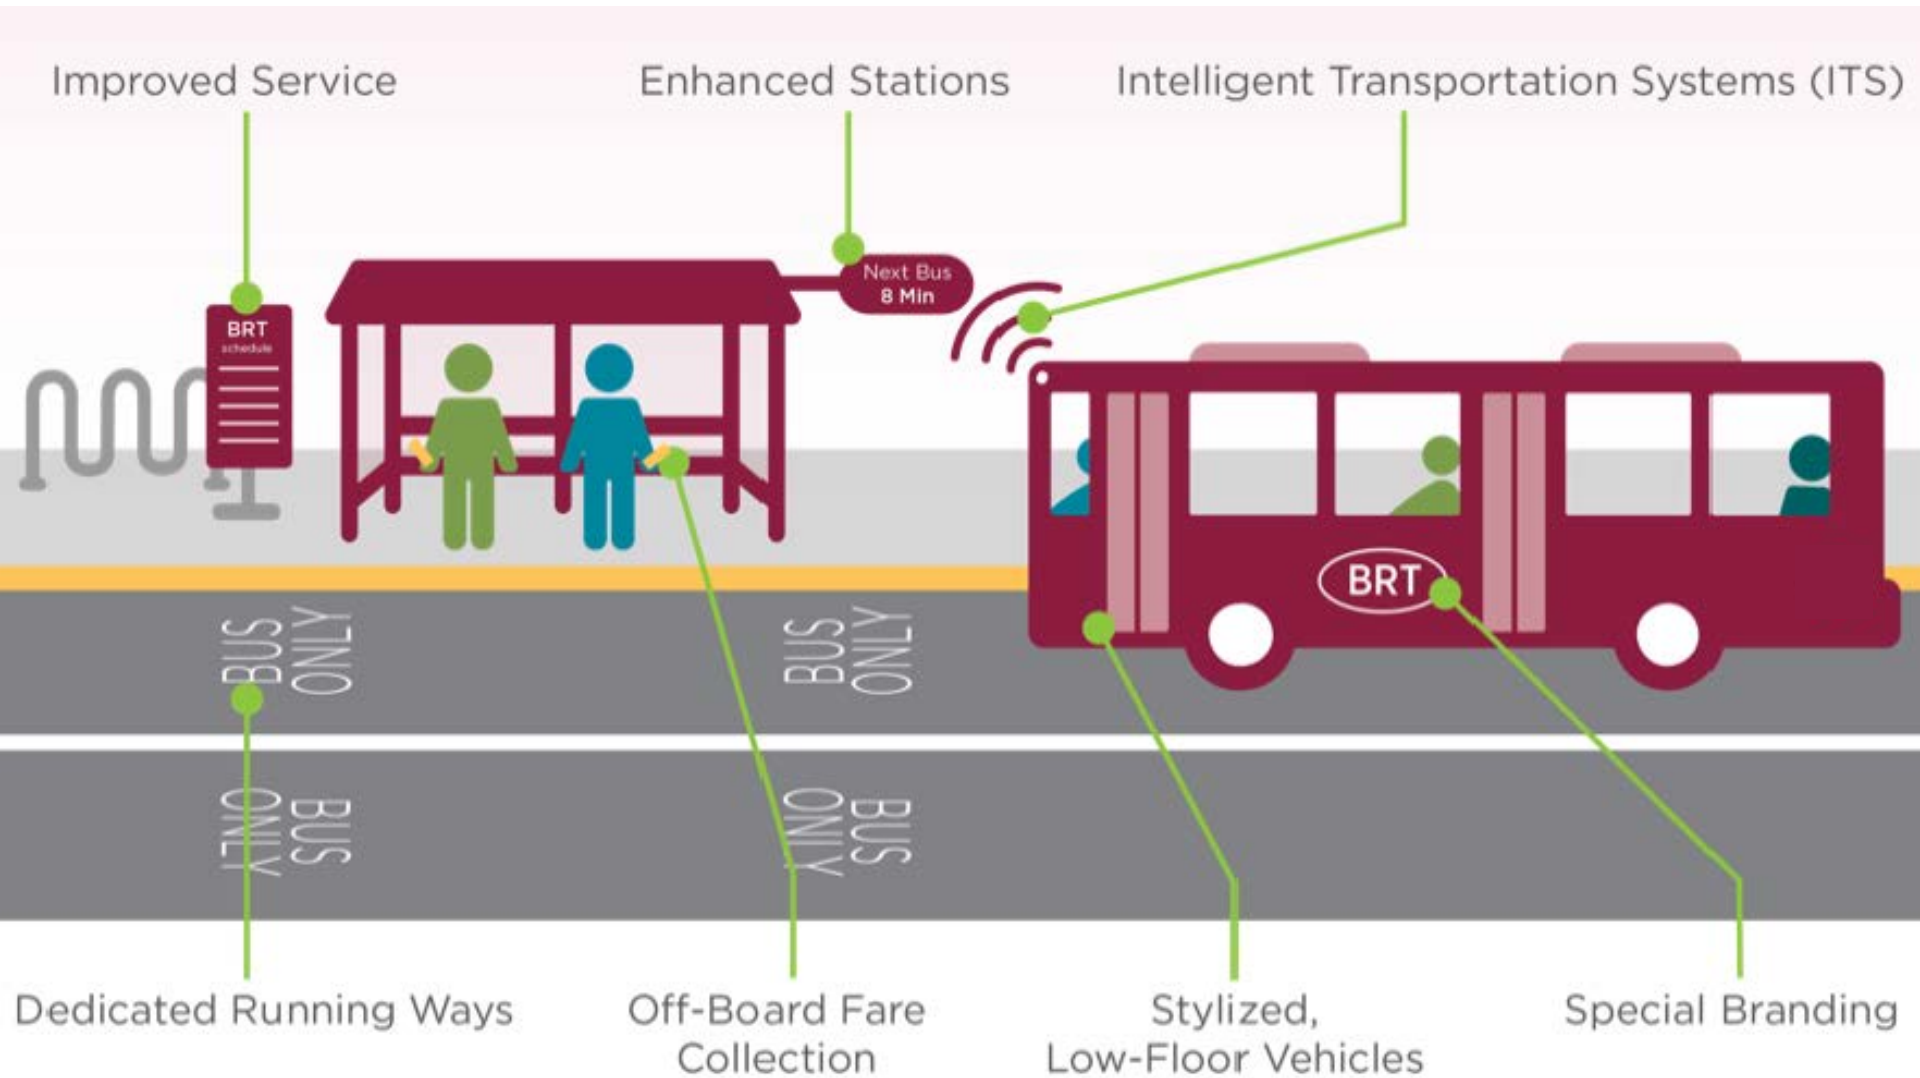 Improved Service
Enhanced Stations
Intelligent Transportation Systems (ITS)
Next Bus
8 Min
BRT
schedule
BRT
BUS
ONLY
BUS
ONLY
BUS
ONLY
BUS
ONLY
Dedicated Running Ways
Off-Board Fare
Collection
Stylized,
Low-Floor Vehicles
Special Branding